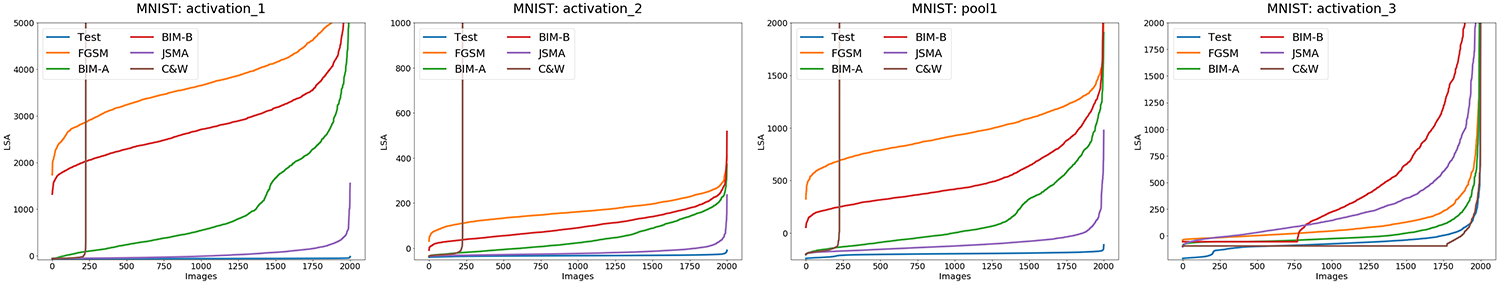 MNIST: activation_1
5000
4000
3000
2000
1000
0
LSA
Test
FGSM
BIM-A
BIM-B
JSMA
C&W
0 250 500 750 1000 1250 1500 1750 2000
Images
MNIST: activation_2
1000
800
600
400
200
0
LSA
Test
FGSM
BIM-A
BIM-B
JSMA
C&W
0 250 500 750 1000 1250 1500 1750 2000
Images
MNIST: pool1
2000
1500
1000
500
0
LSA
Test
FGSM
BIM-A
BIM-B
JSMA
C&W
0 250 500 750 1000 1250 1500 1750 2000
Images
MNIST: activation_3
2000
1750
1500
1250
1000
750
500
250
0
LSA
Test
FGSM
BIM-A
BIM-B
JSMA
C&W
0 250 500 750 1000 1250 1500 1750 2000
Images